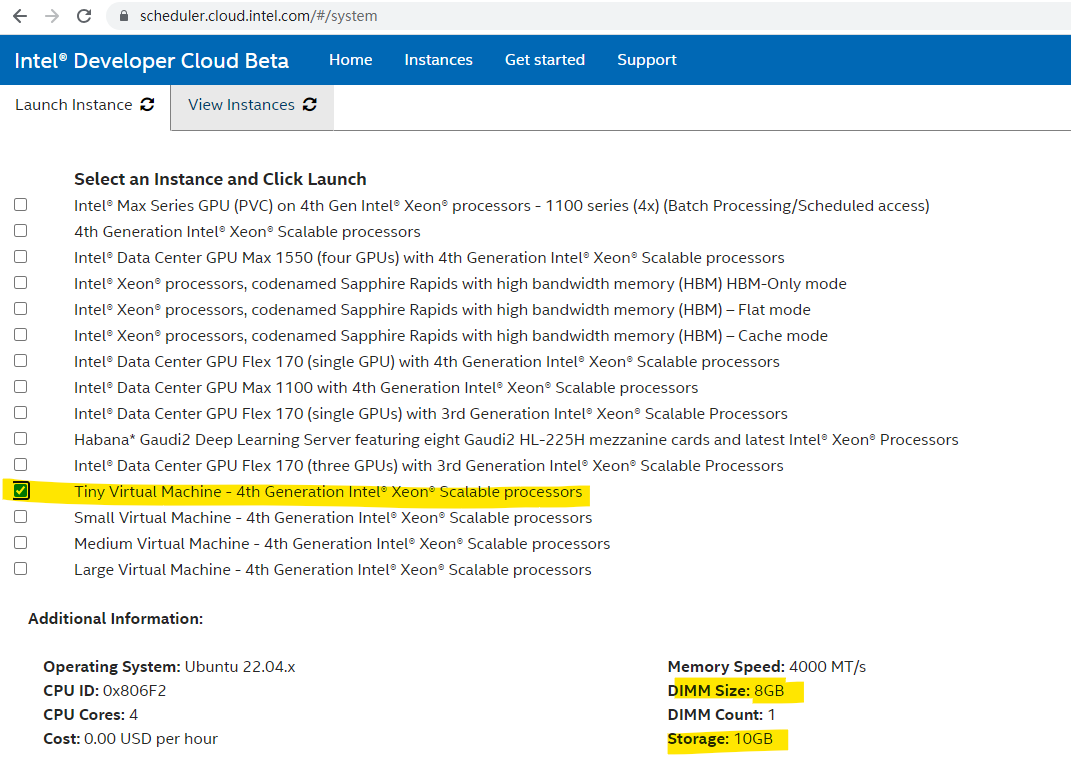 scheduler.cloud.intel.com/#/system
Intel® Developer Cloud Beta Home Instances Get started Support
Launch Instance View Instances
Select an Instance and Click Launch
Intel® Max Series GPU (PVC) on 4th Gen Intel® Xeon® processors - 1100 series (4x) (Batch Processing/Scheduled access)
4th Generation Intel® Xeon® Scalable processors
Intel® Data Center GPU Max 1550 (four GPUs) with 4th Generation Intel® Xeon® Scalable processors
Intel® Xeon® processors, codenamed Sapphire Rapids with high bandwidth memory (HBM) HBM-Only mode
Intel® Xeon® processors, codenamed Sapphire Rapids with high bandwidth memory (HBM) – Flat mode
Intel® Xeon® processors, codenamed Sapphire Rapids with high bandwidth memory (HBM) – Cache mode
Intel® Data Center GPU Flex 170 (single GPU) with 4th Generation Intel® Xeon® Scalable processors
Intel® Data Center GPU Max 1100 with 4th Generation Intel® Xeon® Scalable processors
Intel® Data Center GPU Flex 170 (single GPUs) with 3rd Generation Intel® Xeon® Scalable Processors
Habana* Gaudi2 Deep Learning Server featuring eight Gaudi2 HL-225H mezzanine cards and latest Intel® Xeon® Processors
Intel® Data Center GPU Flex 170 (three GPUs) with 3rd Generation Intel® Xeon® Scalable Processors
Tiny Virtual Machine - 4th Generation Intel® Xeon® Scalable processors
Small Virtual Machine - 4th Generation Intel® Xeon® Scalable processors
Medium Virtual Machine - 4th Generation Intel® Xeon® Scalable processors
Large Virtual Machine - 4th Generation Intel® Xeon® Scalable processors
Additional Information:
Operating System: Ubuntu 22.04.x Memory Speed: 4000 MT/s
CPU ID: 0x806F2 DIMM Size: 8GB
CPU Cores: 4 DIMM Count: 1
Cost: 0.00 USD per hour Storage: 10GB